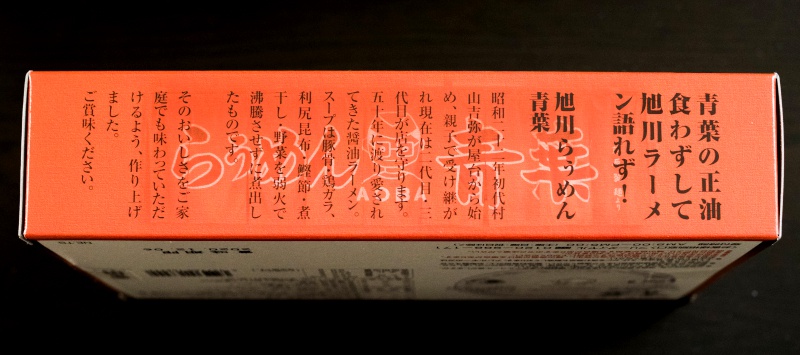 青葉の正油
食わずして
旭川ラーメ
ン語れず!
旭川らぅめん
青葉
昭和二十二年初代村
山吉弥が屋台から始
め、親子で受け継が
れ現在は二代目、三
代目が店を守ります。
五十年に渡り愛され
てきた醤油ラーメン。
スープは豚骨・鶏ガラ、
利尻昆布、鰹節・煮
干し・野菜を弱火で
沸騰させずに煮出し
たものです。
そのおいしさをご家
庭でも味わっていただ
けるよう、作り上げ
ました。
ご賞味ください。
らぅめん 青葉
AOBA